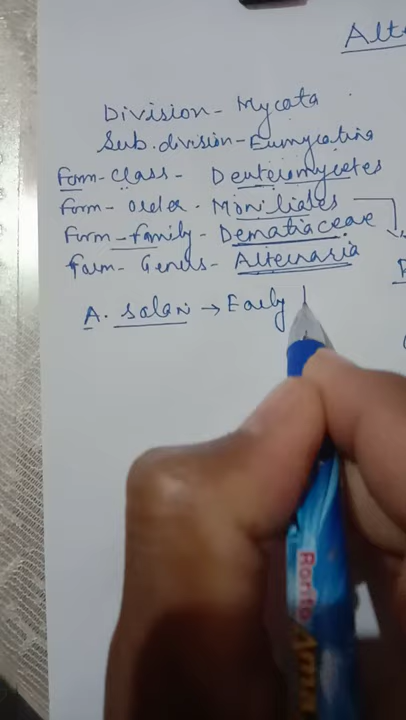 Alt
Division - Mycota
Sub.division - Eumycotina
Form - Class - Deuteromycetes
Form - Order - Moniliales
Form - family - Dematiaceae
Form - Genus - Alternaria
A. solani → Early
Rorito